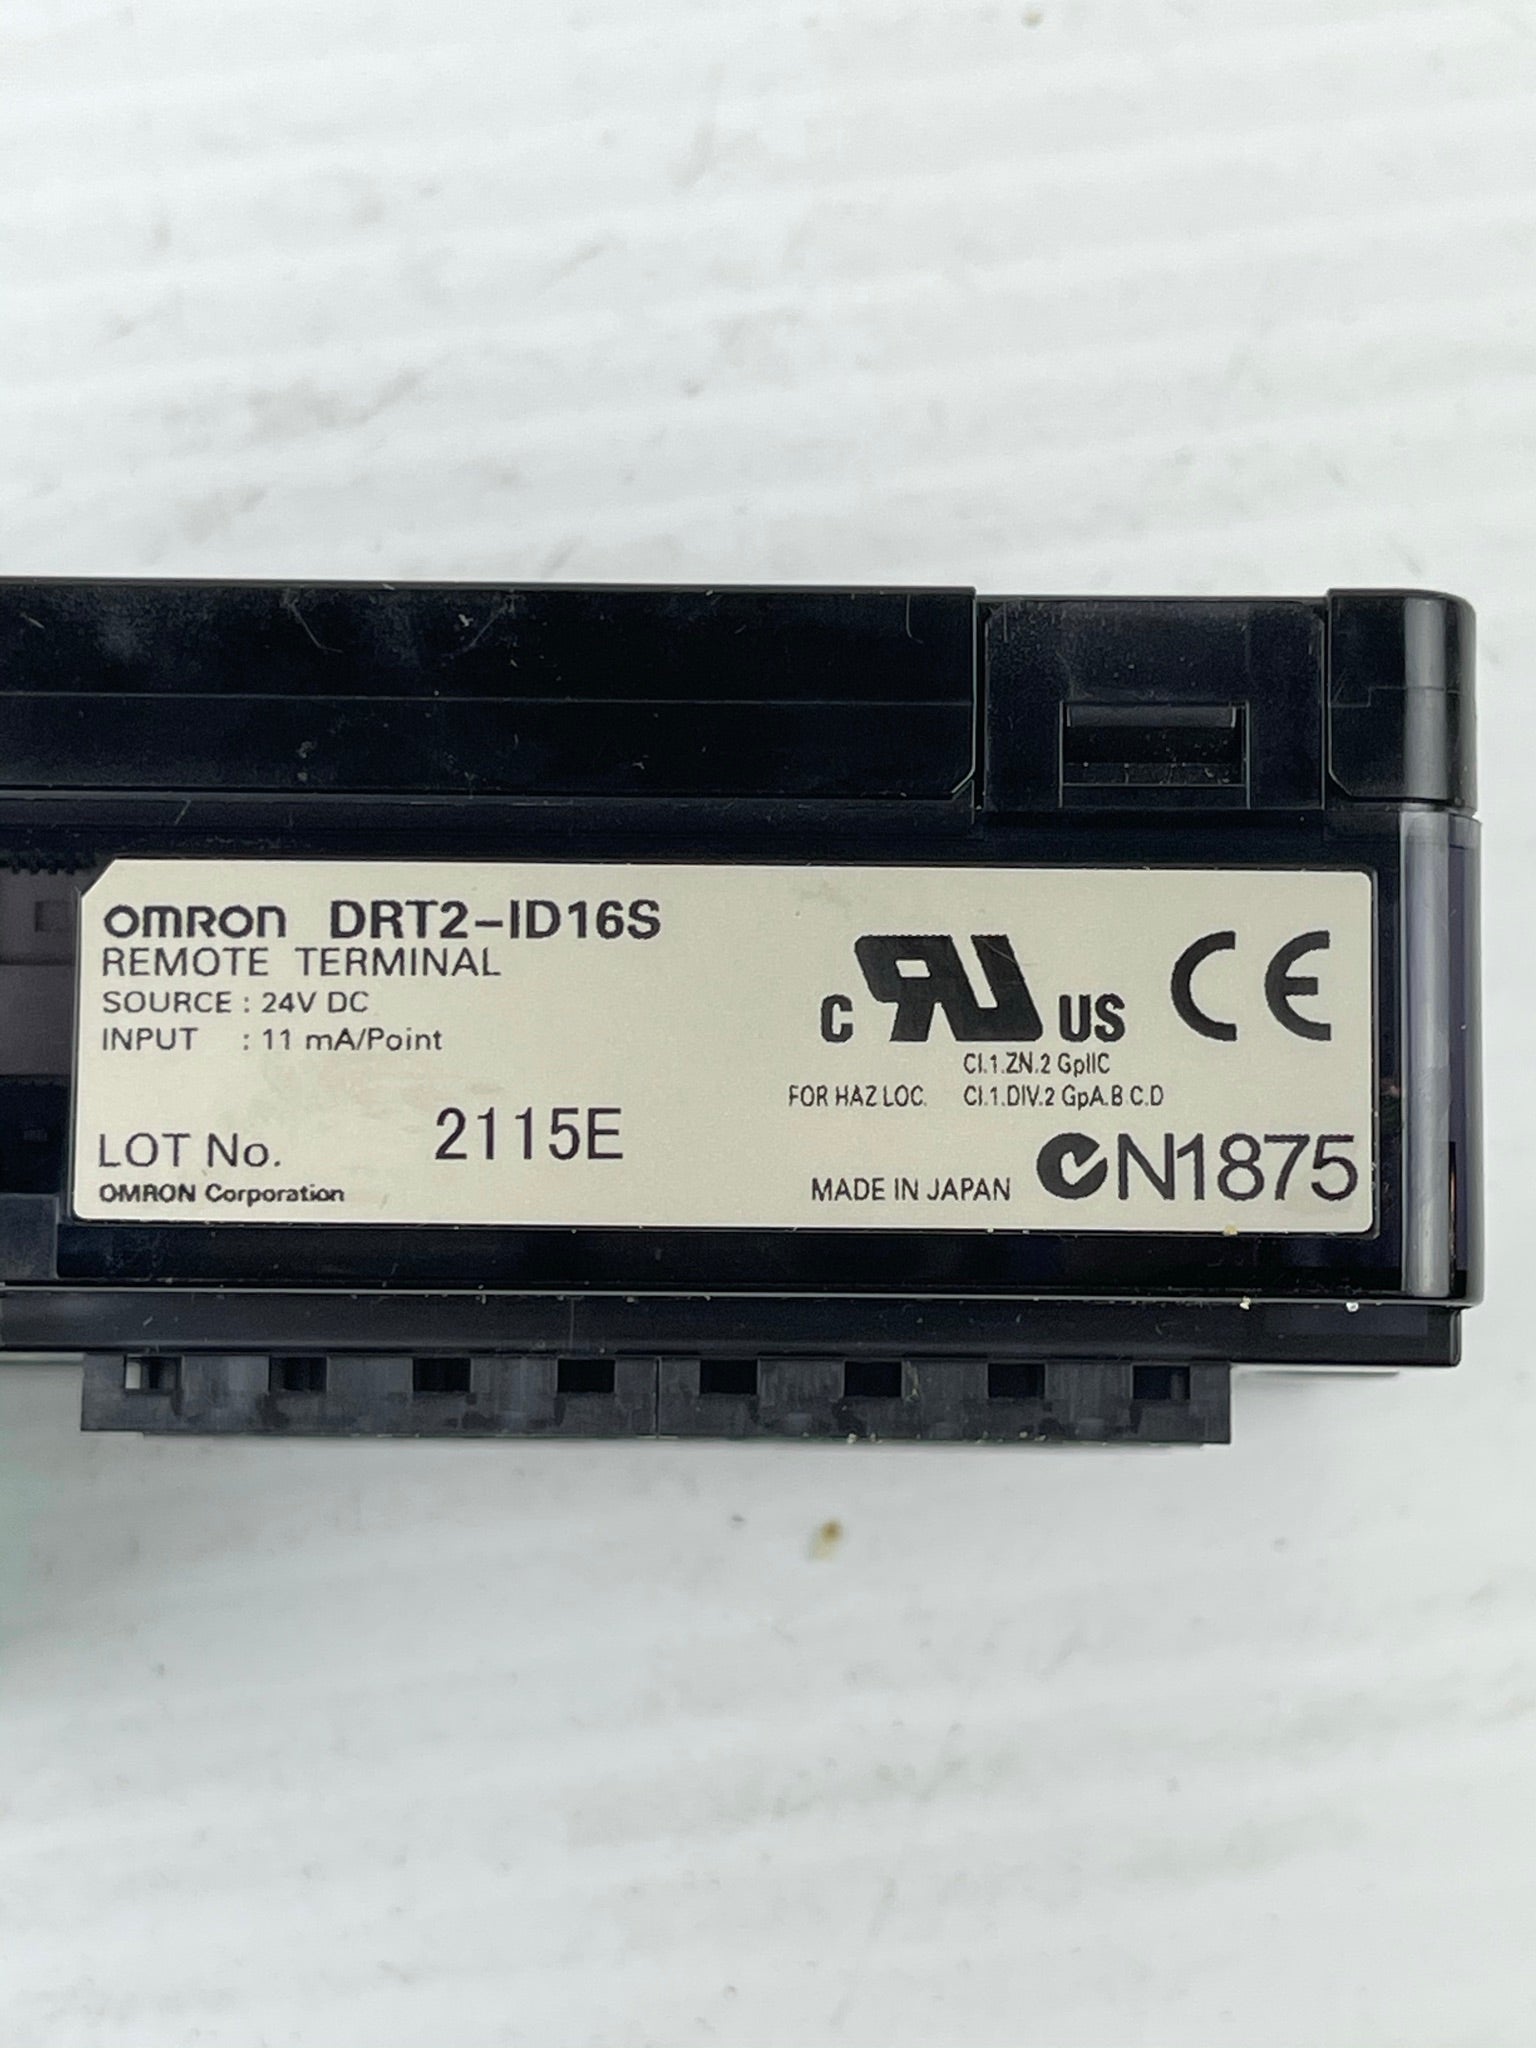 OMRON DRT2-ID16S
REMOTE TERMINAL
SOURCE : 24V DC
INPUT : 11 mA/Point
c RU US CE
Cl.1.ZN.2 GpIIC
FOR HAZ LOC. Cl.1.DIV.2 GpA.B.C.D
LOT No. 2115E
N1875
OMRON Corporation
MADE IN JAPAN